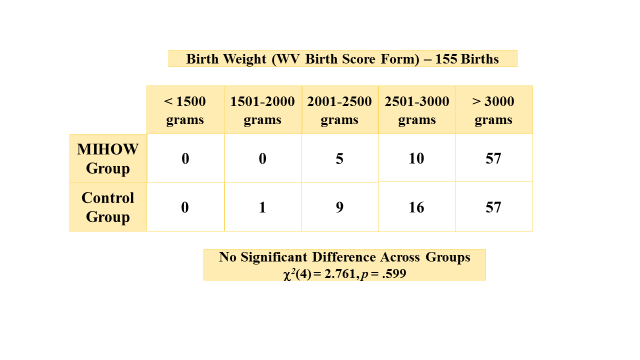 Birth Weight (WV Birth Score Form) – 155 Births
< 1500 1501-2000 2001-2500 2501-3000 > 3000
grams grams grams grams grams
MIHOW
Group 0 0 5 10 57
Control
Group 0 1 9 16 57
No Significant Difference Across Groups
χ²(4) = 2.761, p = .599